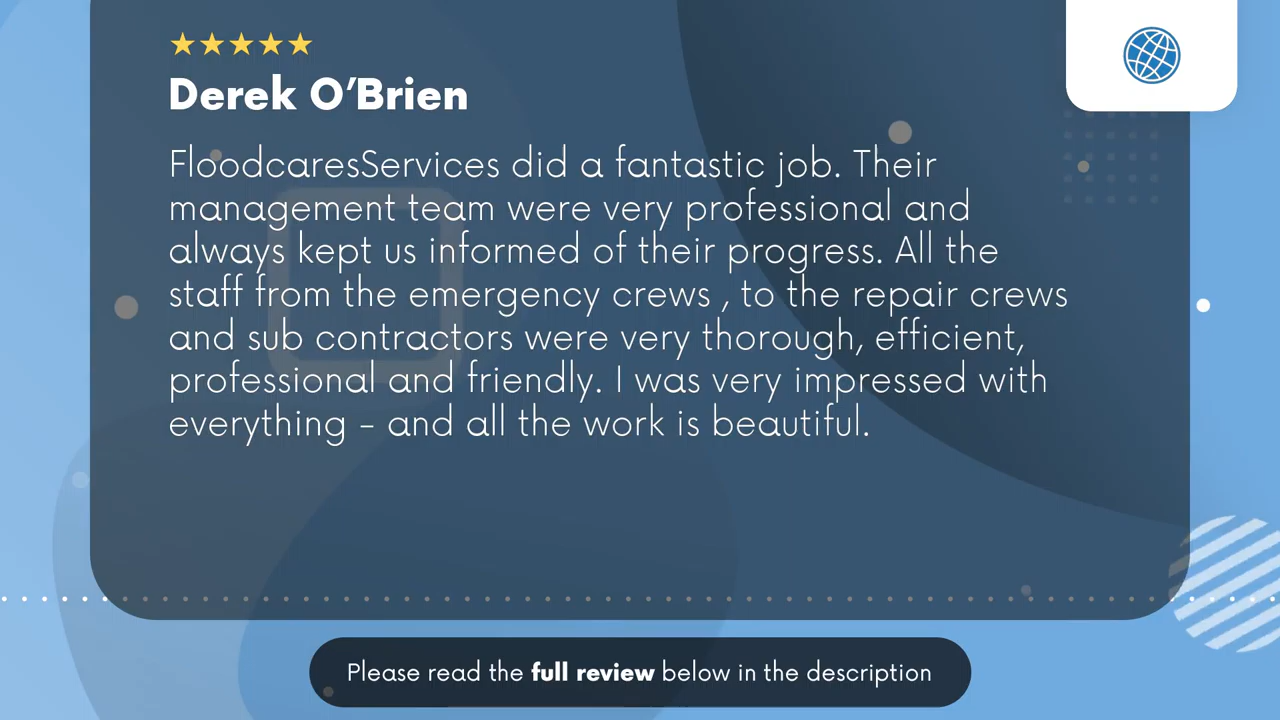 Derek O’Brien
FloodcaresServices did a fantastic job. Their
management team were very professional and
always kept us informed of their progress. All the
staff from the emergency crews , to the repair crews
and sub contractors were very thorough, efficient,
professional and friendly. I was very impressed with
everything – and all the work is beautiful.
Please read the full review below in the description